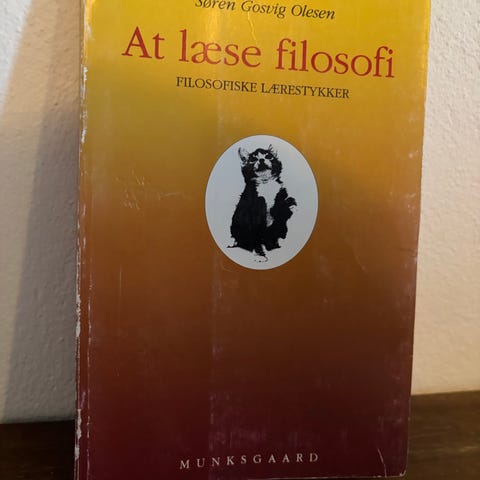 Søren Gosvig Olesen
At læse filosofi
FILOSOFISKE LÆRESTYKKER
MUNKSGAARD